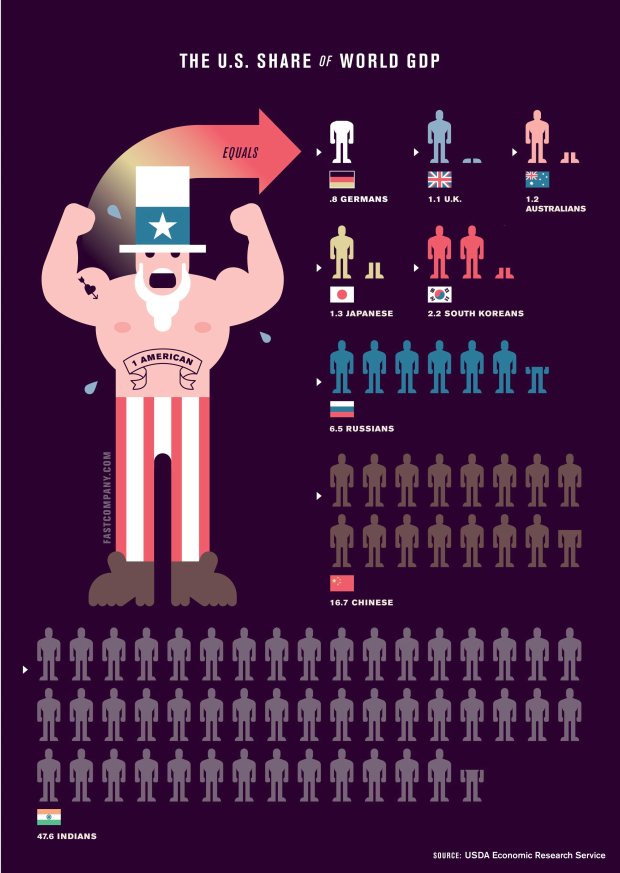 THE U.S. SHARE OF WORLD GDP
EQUALS
1 AMERICAN
FASTCOMPANY.COM
.8 GERMANS
1.1 U.K.
1.2
AUSTRALIANS
1.3 JAPANESE
2.2 SOUTH KOREANS
6.5 RUSSIANS
16.7 CHINESE
47.6 INDIANS
SOURCE: USDA Economic Research Service